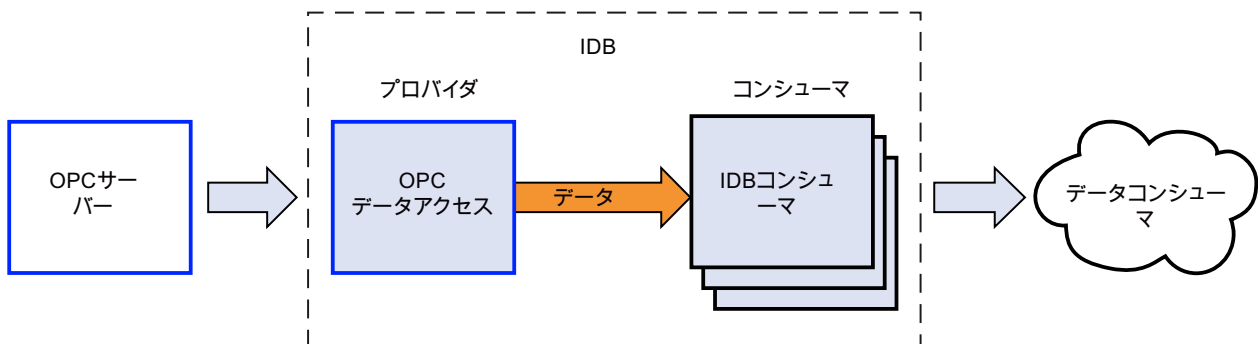 IDB
プロバイダ
コンシューマ
OPCサー
バー
OPC
データアクセス
データ
IDBコンシュ
ーマ
データコンシュー
マ